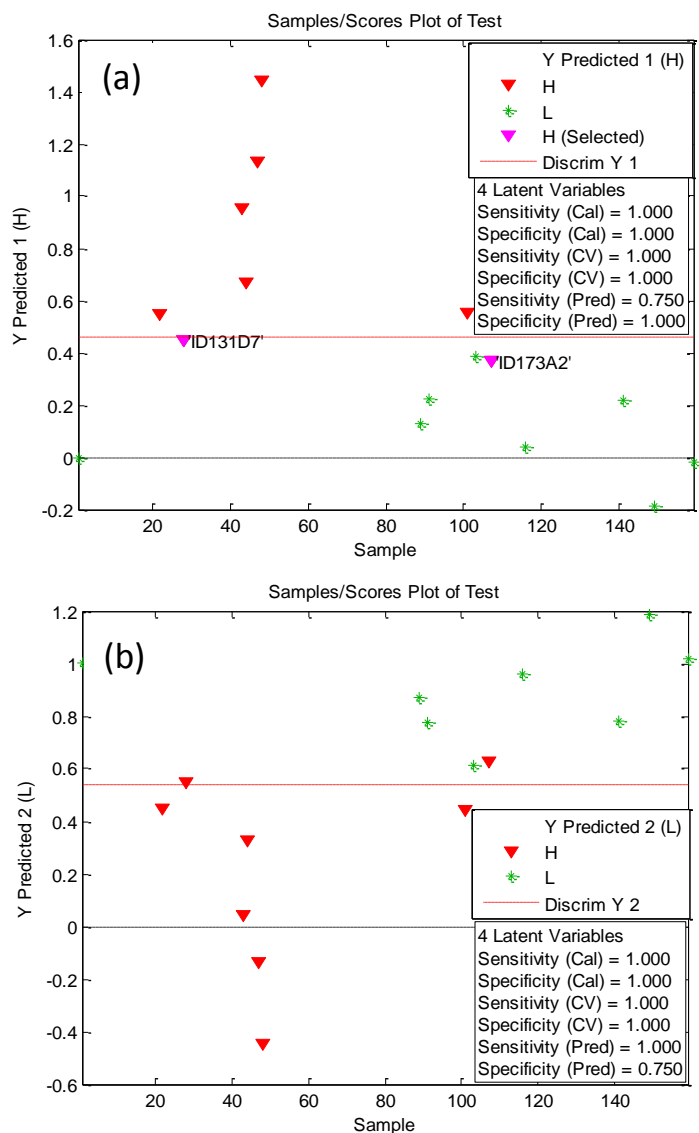 Samples/Scores Plot of Test
(a)
Y Predicted 1 (H)
H
L
H (Selected)
Discrim Y 1
4 Latent Variables
Sensitivity (Cal) = 1.000
Specificity (Cal) = 1.000
Sensitivity (CV) = 1.000
Specificity (CV) = 1.000
Sensitivity (Pred) = 0.750
Specificity (Pred) = 1.000
1.6
1.4
1.2
1
0.8
0.6
0.4
0.2
0
-0.2
Y Predicted 1 (H)
'ID131D7'
'ID173A2'
20 40 60 80 100 120 140
Sample
Samples/Scores Plot of Test
(b)
1.2
1
0.8
0.6
0.4
0.2
0
-0.2
-0.4
-0.6
Y Predicted 2 (L)
Y Predicted 2 (L)
H
L
Discrim Y 2
4 Latent Variables
Sensitivity (Cal) = 1.000
Specificity (Cal) = 1.000
Sensitivity (CV) = 1.000
Specificity (CV) = 1.000
Sensitivity (Pred) = 1.000
Specificity (Pred) = 0.750
20 40 60 80 100 120 140
Sample